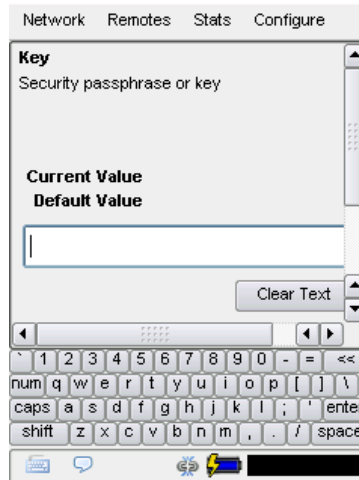 Network Remotes Stats Configure
Key
Security passphrase or key
Current Value
Default Value
Clear Text
` 1 2 3 4 5 6 7 8 9 0 - = <<
num q w e r t y u i o p [ ] \
caps a s d f g h j k l ; ' ente
shift z x c v b n m , . / space